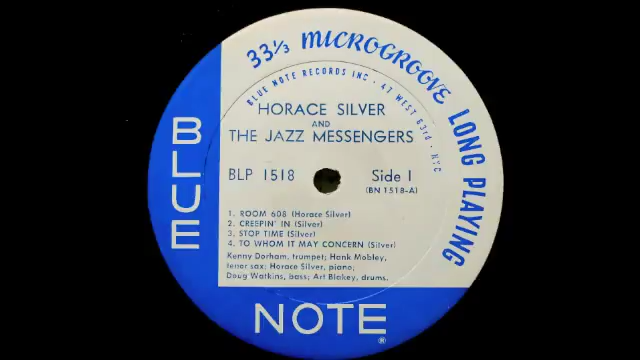 33⅓ MICROGROOVE LONG PLAYING
BLUE NOTE RECORDS INC • 47 WEST 63rd • NYC
HORACE SILVER
AND
THE JAZZ MESSENGERS
BLP 1518 Side 1
(BN 1518-A)
1. ROOM 608 (Horace Silver)
2. CREEPIN' IN (Silver)
3. STOP TIME (Silver)
4. TO WHOM IT MAY CONCERN (Silver)
Kenny Dorham, trumpet; Hank Mobley,
tenor sax; Horace Silver, piano;
Doug Watkins, bass; Art Blakey, drums.
BLUE
NOTE®